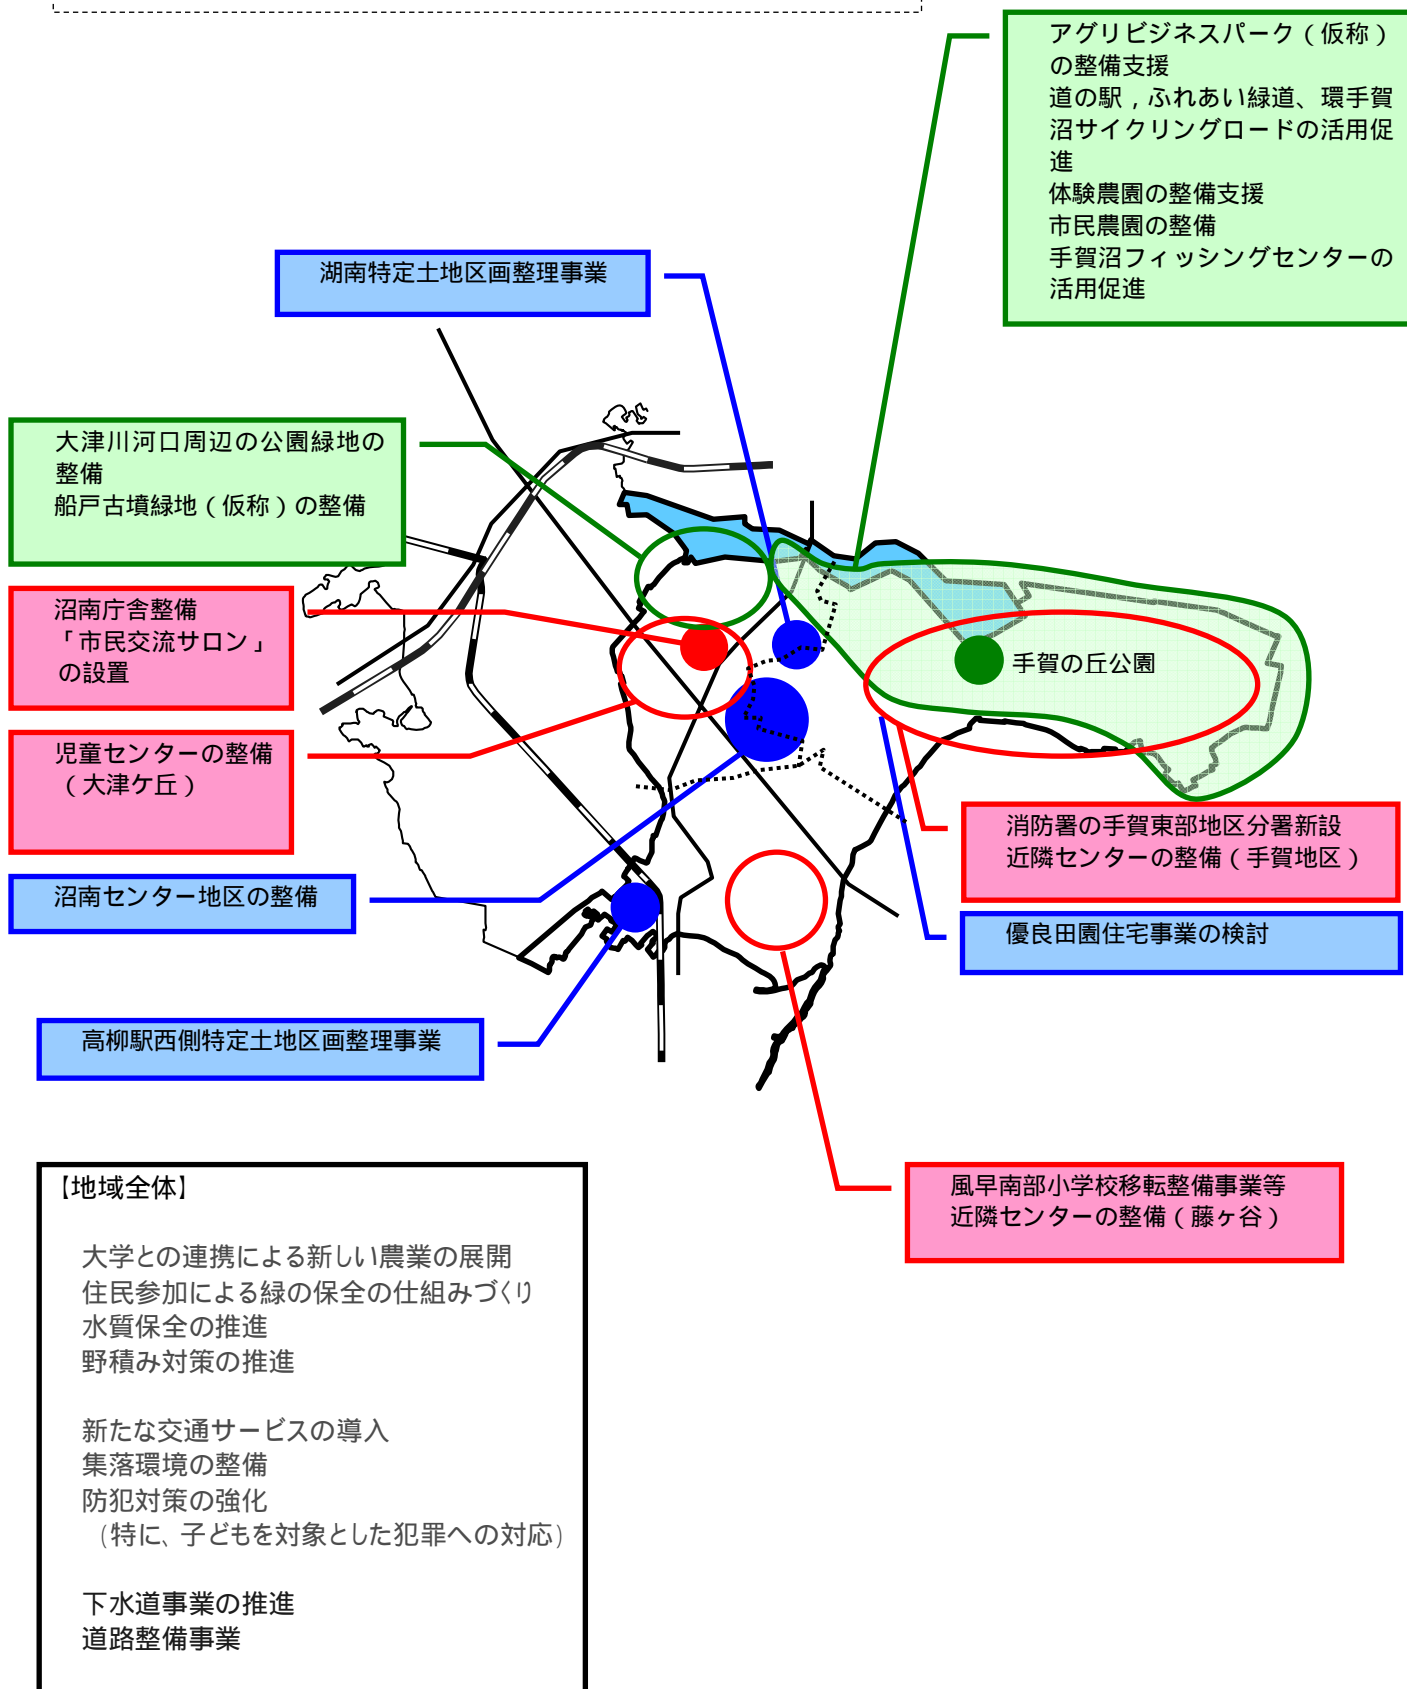 アグリビジネスパーク（仮称）
の整備支援
道の駅，ふれあい緑道、環手賀
沼サイクリングロードの活用促
進
体験農園の整備支援
市民農園の整備
手賀沼フィッシングセンターの
活用促進
湖南特定土地区画整理事業
大津川河口周辺の公園緑地の
整備
船戸古墳緑地（仮称）の整備
沼南庁舎整備
「市民交流サロン」
の設置
手賀の丘公園
児童センターの整備
（大津ケ丘）
消防署の手賀東部地区分署新設
近隣センターの整備（手賀地区）
沼南センター地区の整備
優良田園住宅事業の検討
高柳駅西側特定土地区画整理事業
風早南部小学校移転整備事業等
近隣センターの整備（藤ヶ谷）
【地域全体】
大学との連携による新しい農業の展開
住民参加による緑の保全の仕組みづくり
水質保全の推進
野積み対策の推進
新たな交通サービスの導入
集落環境の整備
防犯対策の強化
（特に、子どもを対象とした犯罪への対応）
下水道事業の推進
道路整備事業